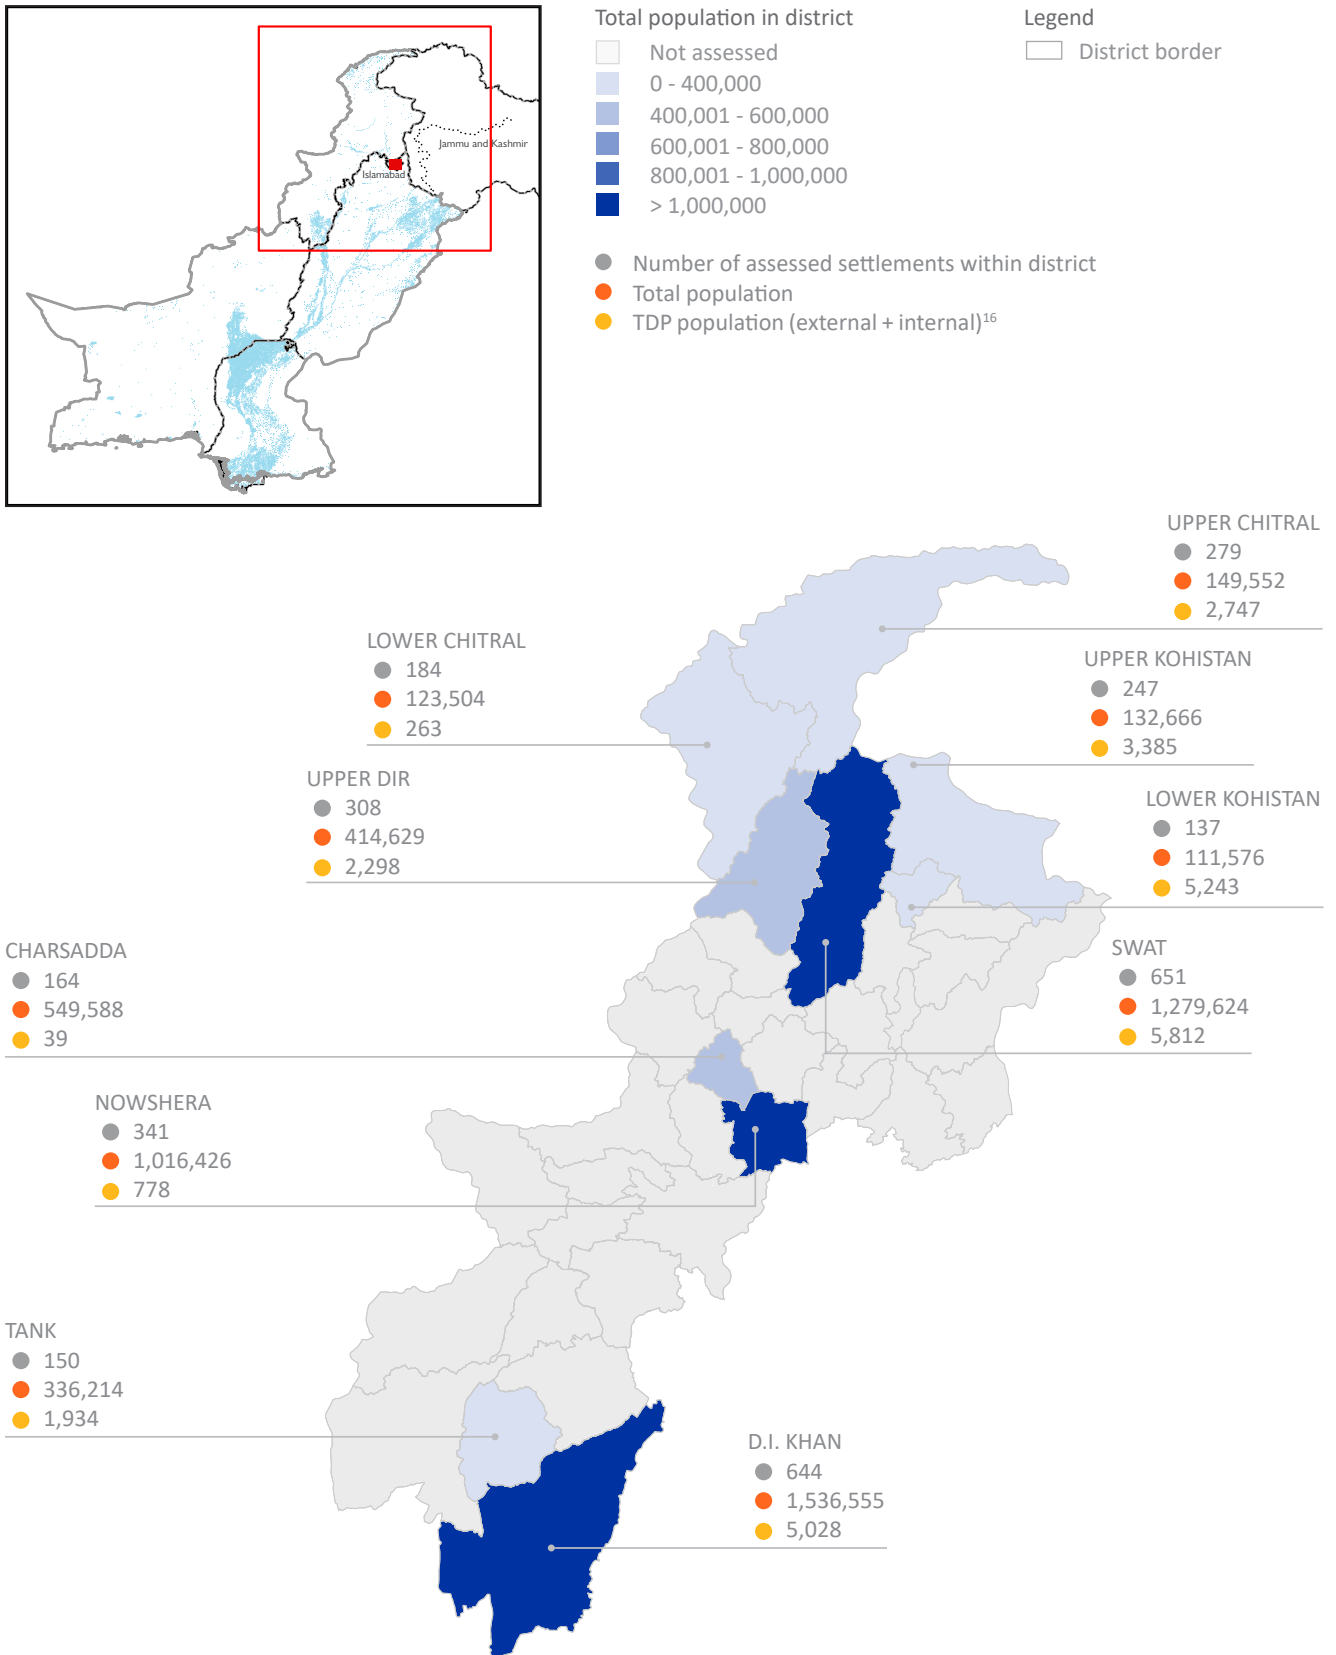 Total population in district
Not assessed
0 - 400,000
400,001 - 600,000
600,001 - 800,000
800,001 - 1,000,000
> 1,000,000
Legend
District border
Number of assessed settlements within district
Total population
TDP population (external + internal)16
Jammu and Kashmir
Islamabad
UPPER CHITRAL
279
149,552
2,747
LOWER CHITRAL
184
123,504
263
UPPER KOHISTAN
247
132,666
3,385
UPPER DIR
308
414,629
2,298
LOWER KOHISTAN
137
111,576
5,243
CHARSADDA
164
549,588
39
SWAT
651
1,279,624
5,812
NOWSHERA
341
1,016,426
778
TANK
150
336,214
1,934
D.I. KHAN
644
1,536,555
5,028